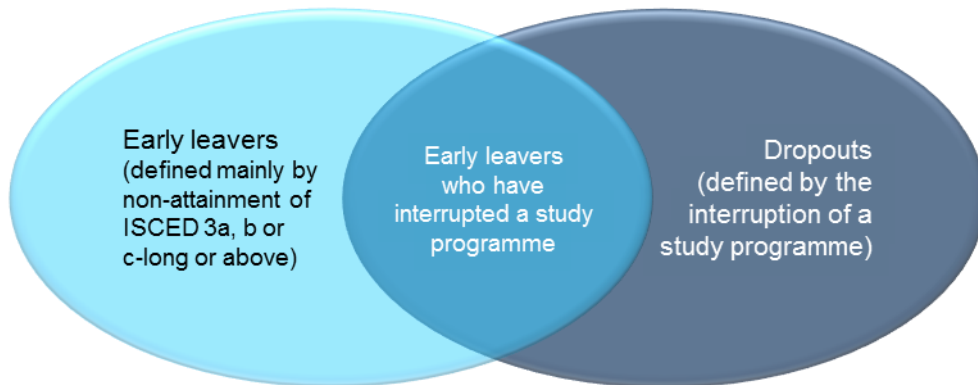 Early leavers
(defined mainly by
non-attainment of
ISCED 3a, b or
c-long or above)
Early leavers
who have
interrupted a study
programme
Dropouts
(defined by the
interruption of a
study programme)